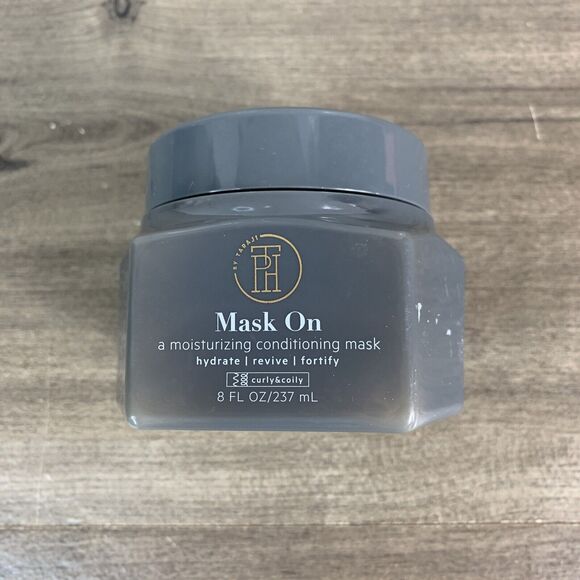 BY TARAJI
TPH
Mask On
a moisturizing conditioning mask
hydrate | revive | fortify
curly&coily
8 FL OZ/237 mL